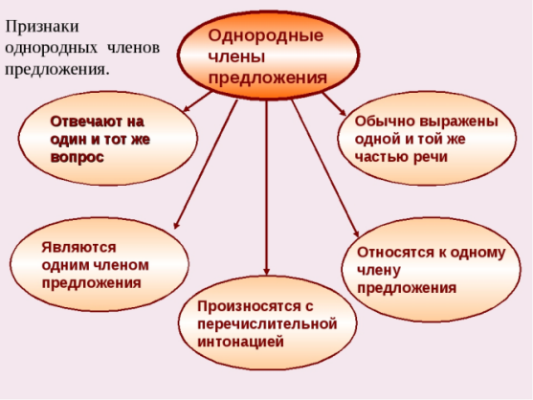 Признаки
однородных членов
предложения.
Однородные
члены
предложения
Отвечают на
один и тот же
вопрос
Обычно выражены
одной и той же
частью речи
Являются
одним членом
предложения
Относятся к одному
члену
предложения
Произносятся с
перечислительной
интонацией